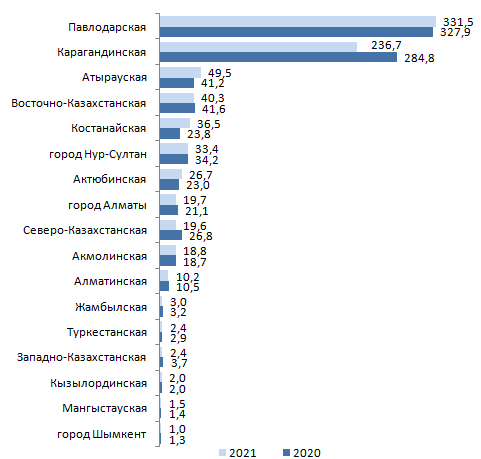 Павлодарская
331,5
327,9
Карагандинская
236,7
284,8
Атырауская
49,5
41,2
Восточно-Казахстанская
40,3
41,6
Костанайская
36,5
23,8
город Нур-Султан
33,4
34,2
Актюбинская
26,7
23,0
город Алматы
19,7
21,1
Северо-Казахстанская
19,6
26,8
Акмолинская
18,8
18,7
Алматинская
10,2
10,5
Жамбылская
3,0
3,2
Туркестанская
2,4
2,9
Западно-Казахстанская
2,4
3,7
Кызылординская
2,0
2,0
Мангыстауская
1,5
1,4
город Шымкент
1,0
1,3
2021 2020